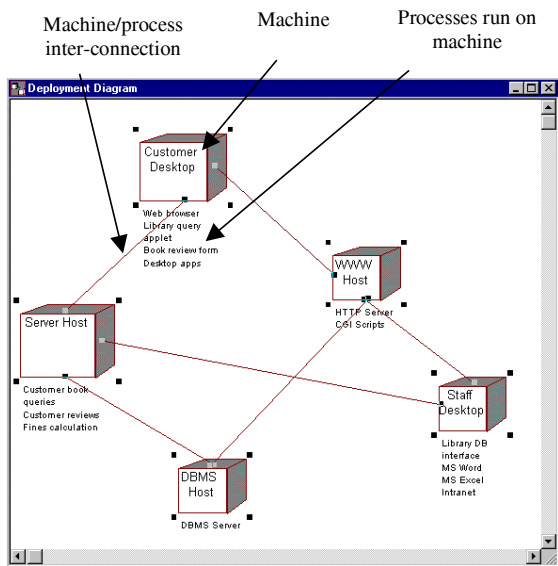 Machine/process
inter-connection
Machine
Processes run on
machine
Deployment Diagram
Customer
Desktop
Web browser
Library query
applet
Book review form
Desktop apps
WWW
Host
HTTP Server
CGI Scripts
Server Host
Customer book
queries
Customer reviews
Fines calculation
Staff
Desktop
Library DB
interface
MS Word
MS Excel
Intranet
DBMS
Host
DBMS Server